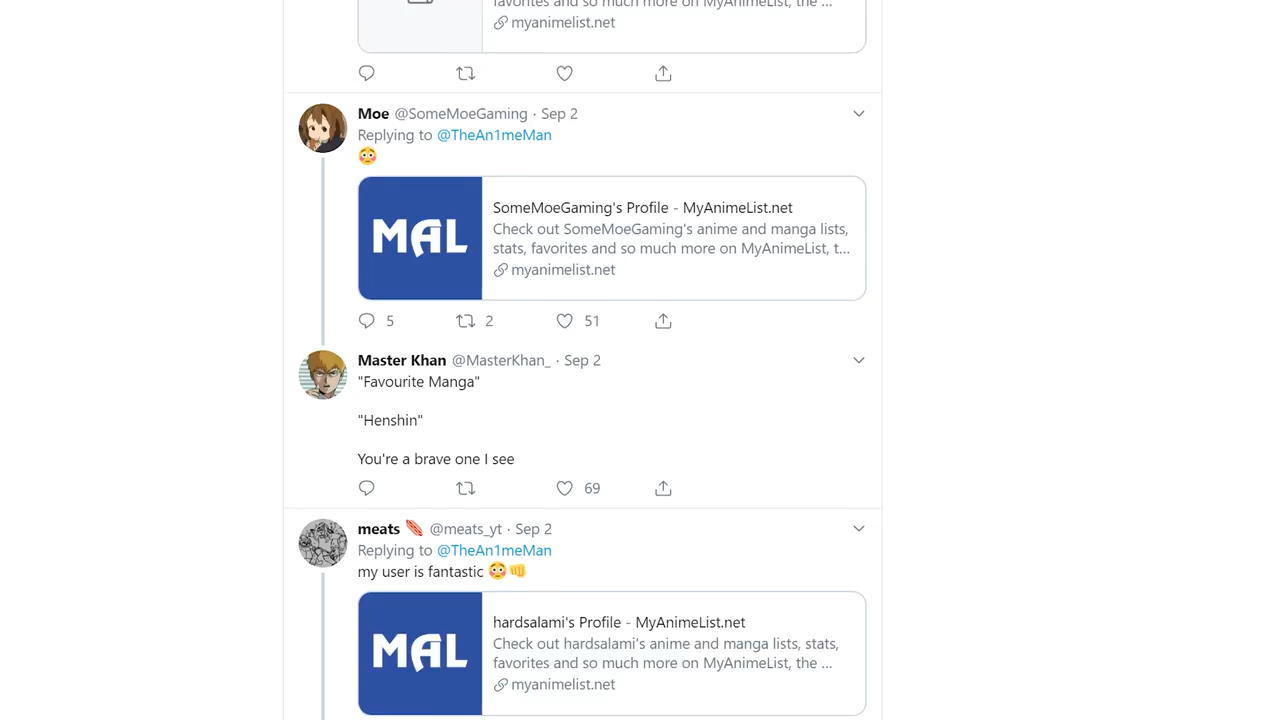 favorites and so much more on MyAnimeList, the ...
myanimelist.net
Moe @SomeMoeGaming · Sep 2
Replying to @TheAn1meMan
😳
MAL
SomeMoeGaming's Profile - MyAnimeList.net
Check out SomeMoeGaming's anime and manga lists,
stats, favorites and so much more on MyAnimeList, t...
myanimelist.net
5 2 51
Master Khan @MasterKhan_ · Sep 2
"Favourite Manga"
"Henshin"
You're a brave one I see
69
meats 🥓 @meats_yt · Sep 2
Replying to @TheAn1meMan
my user is fantastic 😳👊
MAL
hardsalami's Profile - MyAnimeList.net
Check out hardsalami's anime and manga lists, stats,
favorites and so much more on MyAnimeList, the ...
myanimelist.net